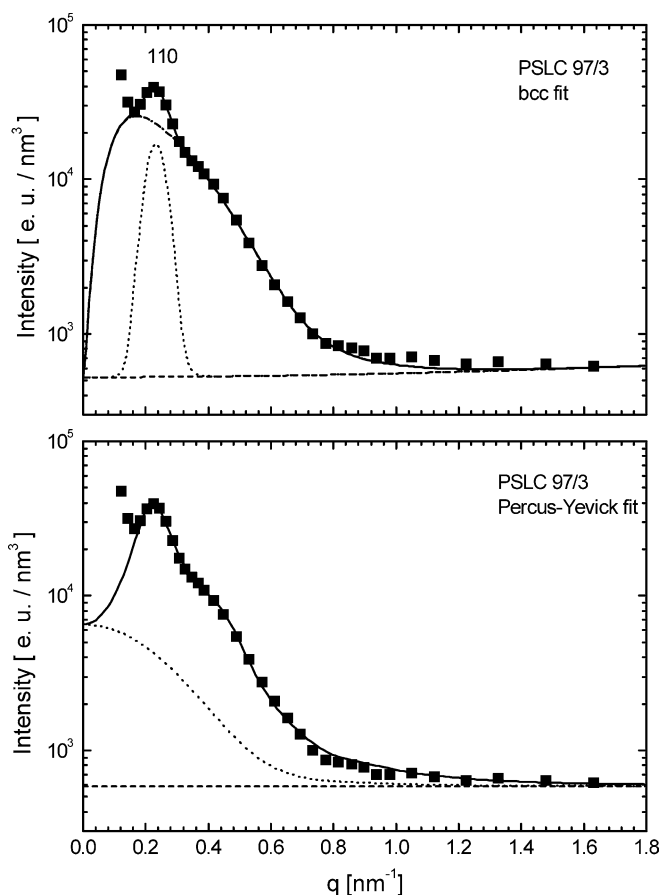 10^5
110
PSLC 97/3
bcc fit
10^4
Intensity [ e. u. / nm^3]
10^3
10^5
PSLC 97/3
Percus-Yevick fit
10^4
Intensity [ e. u. / nm^3]
10^3
0.0 0.2 0.4 0.6 0.8 1.0 1.2 1.4 1.6 1.8
q [nm^-1]